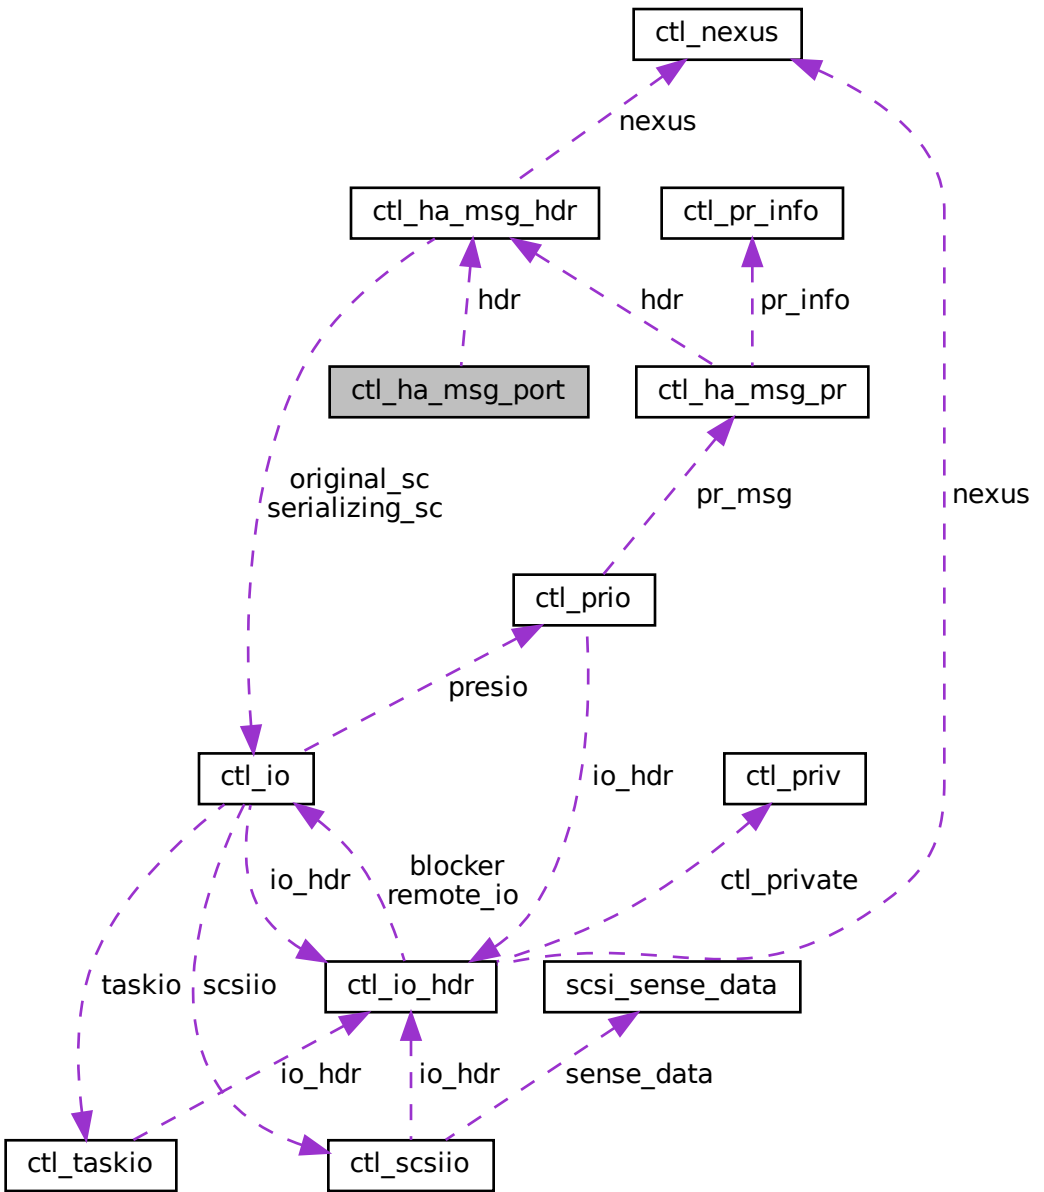 ctl_nexus
nexus
ctl_ha_msg_hdr
ctl_pr_info
hdr
hdr
pr_info
ctl_ha_msg_port
ctl_ha_msg_pr
original_sc
serializing_sc
pr_msg
nexus
ctl_prio
presio
ctl_io
io_hdr
ctl_priv
io_hdr
blocker
remote_io
ctl_private
taskio
scsiio
ctl_io_hdr
scsi_sense_data
io_hdr
io_hdr
sense_data
ctl_taskio
ctl_scsiio